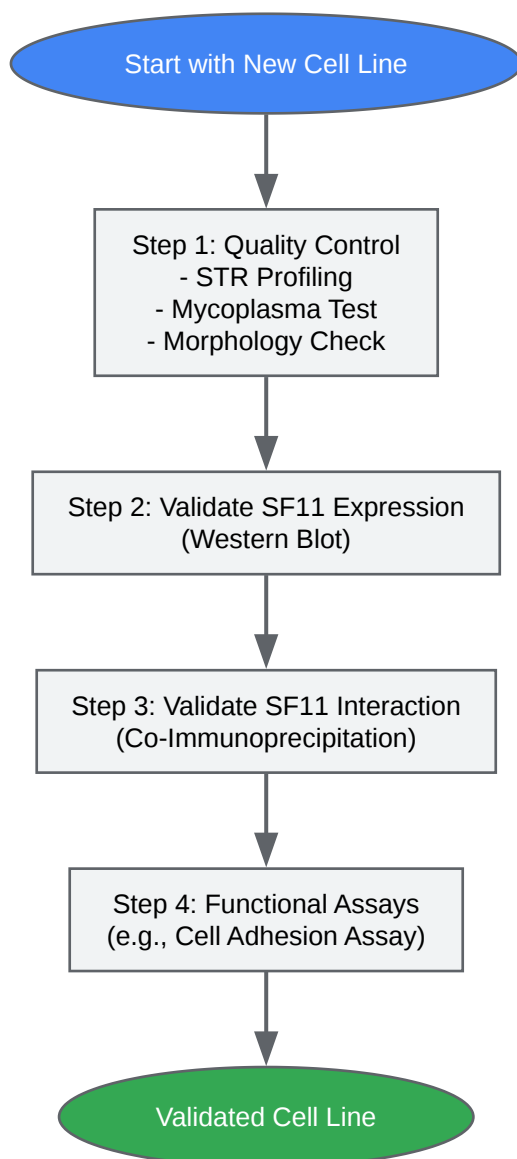 Start with New Cell Line
Step 1: Quality Control
- STR Profiling
- Mycoplasma Test
- Morphology Check
Step 2: Validate SF11 Expression
(Western Blot)
Step 3: Validate SF11 Interaction
(Co-Immunoprecipitation)
Step 4: Functional Assays
(e.g., Cell Adhesion Assay)
Validated Cell Line